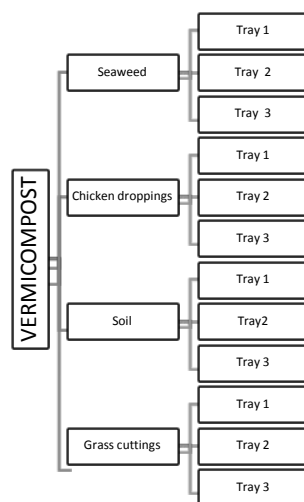 VERMICOMPOST
Seaweed
Tray 1
Tray 2
Tray 3
Chicken droppings
Tray 1
Tray 2
Tray 3
Soil
Tray 1
Tray2
Tray 3
Grass cuttings
Tray 1
Tray 2
Tray 3